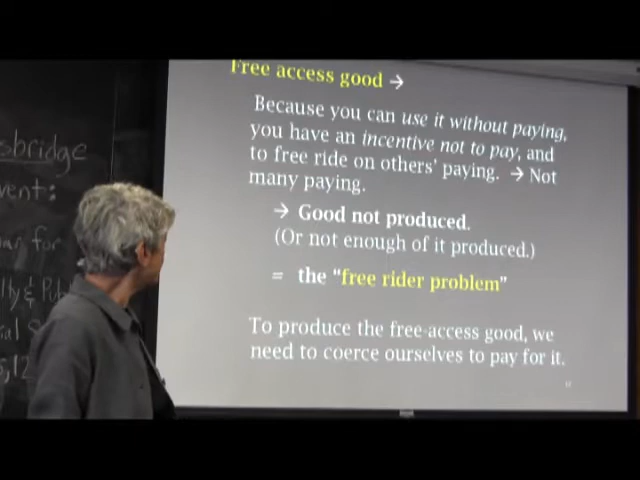 sbridge
vent:
for
Free access good →
Because you can use it without paying,
you have an incentive not to pay, and
to free ride on others' paying. → Not
many paying.
→ Good not produced.
(Or not enough of it produced.)
= the "free rider problem"
To produce the free-access good, we
need to coerce ourselves to pay for it.